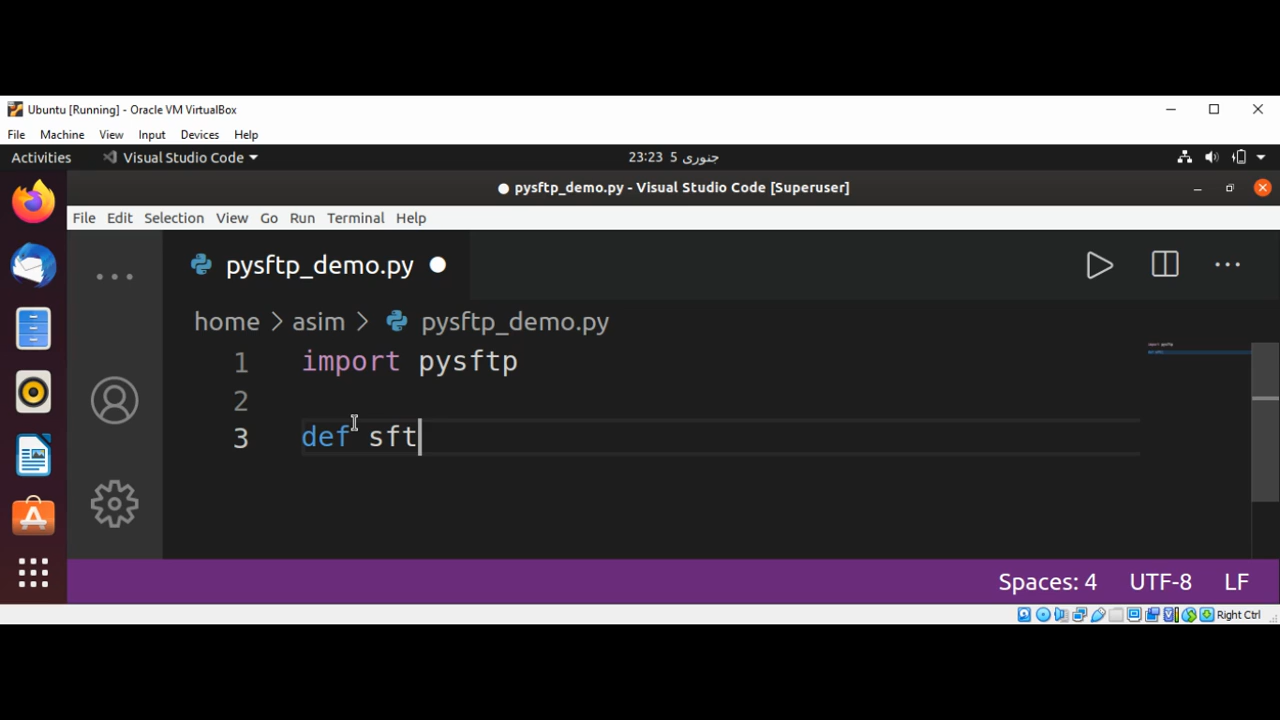 Ubuntu [Running] - Oracle VM VirtualBox
File Machine View Input Devices Help
Activities Visual Studio Code 23:23 5 جنوری
pysftp_demo.py - Visual Studio Code [Superuser]
File Edit Selection View Go Run Terminal Help
pysftp_demo.py
home > asim > pysftp_demo.py
1 import pysftp
2
3 def sft
Spaces: 4 UTF-8 LF
Right Ctrl